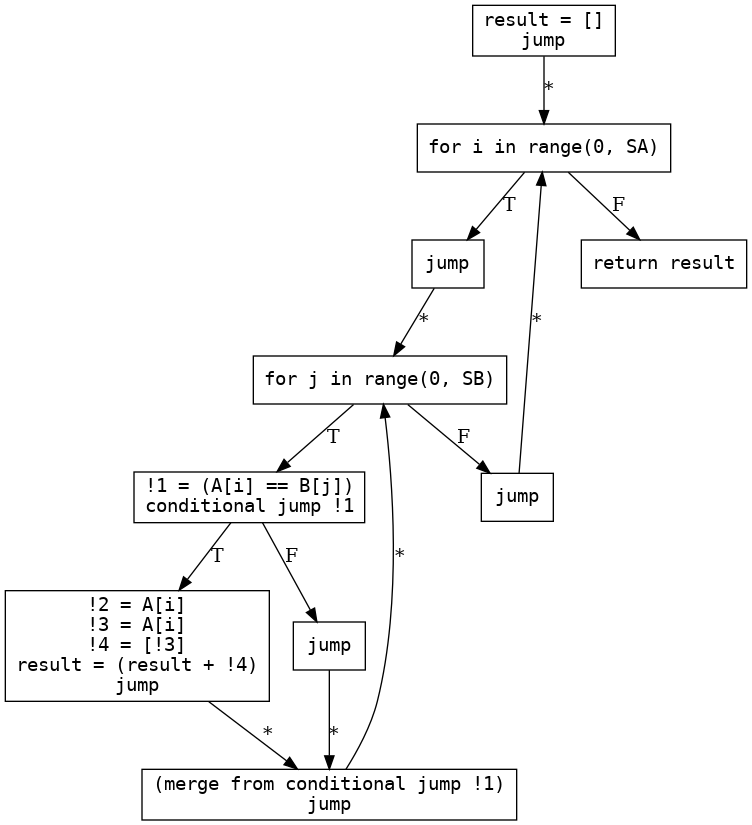 result = []
jump
*
for i in range(0, SA)
T
F
jump
return result
*
*
for j in range(0, SB)
T
F
!1 = (A[i] == B[j])
conditional jump !1
jump
T
F
*
!2 = A[i]
!3 = A[i]
!4 = [!3]
result = (result + !4)
jump
jump
*
*
(merge from conditional jump !1)
jump